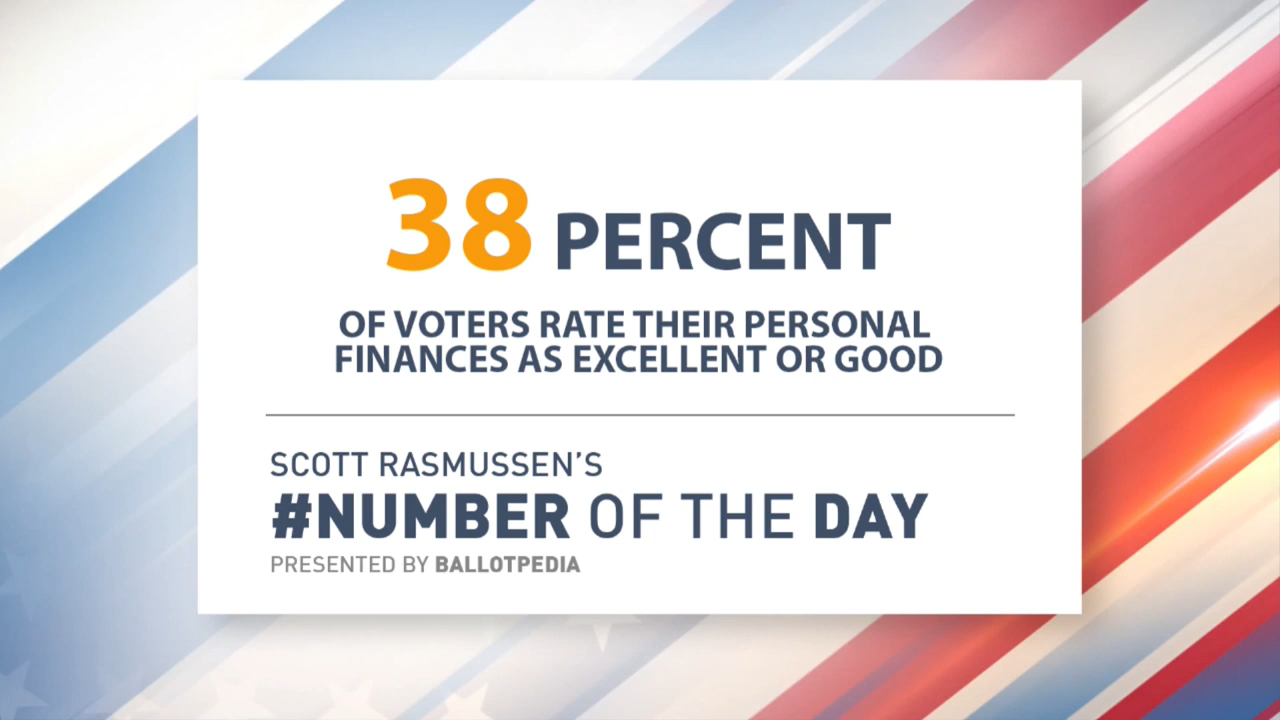 38 PERCENT
OF VOTERS RATE THEIR PERSONAL
FINANCES AS EXCELLENT OR GOOD
SCOTT RASMUSSEN'S
#NUMBER OF THE DAY
PRESENTED BY BALLOTPEDIA